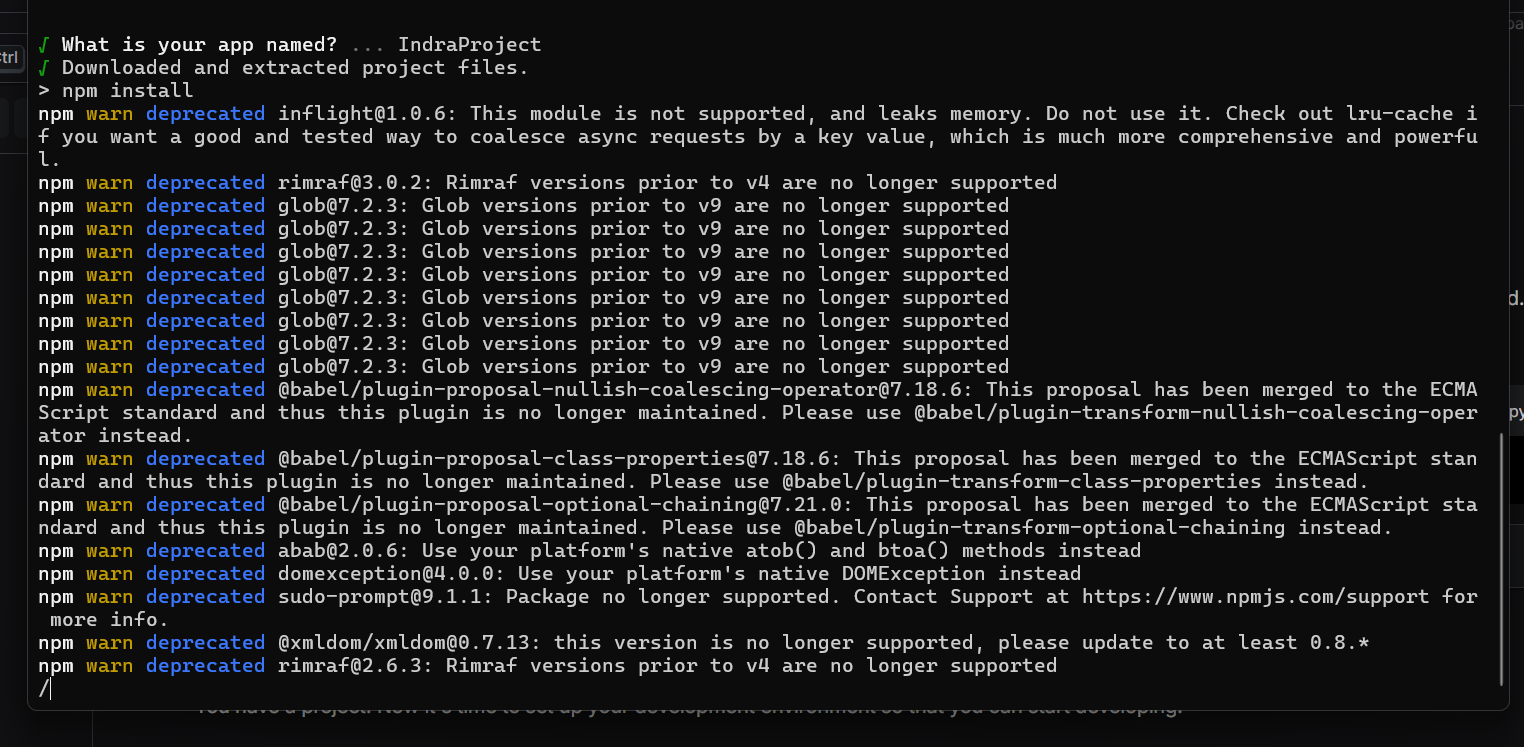 √ What is your app named? ... IndraProject
√ Downloaded and extracted project files.
> npm install
npm warn deprecated inflight@1.0.6: This module is not supported, and leaks memory. Do not use it. Check out lru-cache i
f you want a good and tested way to coalesce async requests by a key value, which is much more comprehensive and powerfu
l.
npm warn deprecated rimraf@3.0.2: Rimraf versions prior to v4 are no longer supported
npm warn deprecated glob@7.2.3: Glob versions prior to v9 are no longer supported
npm warn deprecated glob@7.2.3: Glob versions prior to v9 are no longer supported
npm warn deprecated glob@7.2.3: Glob versions prior to v9 are no longer supported
npm warn deprecated glob@7.2.3: Glob versions prior to v9 are no longer supported
npm warn deprecated glob@7.2.3: Glob versions prior to v9 are no longer supported
npm warn deprecated glob@7.2.3: Glob versions prior to v9 are no longer supported
npm warn deprecated glob@7.2.3: Glob versions prior to v9 are no longer supported
npm warn deprecated glob@7.2.3: Glob versions prior to v9 are no longer supported
npm warn deprecated @babel/plugin-proposal-nullish-coalescing-operator@7.18.6: This proposal has been merged to the ECMA
Script standard and thus this plugin is no longer maintained. Please use @babel/plugin-transform-nullish-coalescing-oper
ator instead.
npm warn deprecated @babel/plugin-proposal-class-properties@7.18.6: This proposal has been merged to the ECMAScript stan
dard and thus this plugin is no longer maintained. Please use @babel/plugin-transform-class-properties instead.
npm warn deprecated @babel/plugin-proposal-optional-chaining@7.21.0: This proposal has been merged to the ECMAScript sta
ndard and thus this plugin is no longer maintained. Please use @babel/plugin-transform-optional-chaining instead.
npm warn deprecated abab@2.0.6: Use your platform's native atob() and btoa() methods instead
npm warn deprecated domexception@4.0.0: Use your platform's native DOMException instead
npm warn deprecated sudo-prompt@9.1.1: Package no longer supported. Contact Support at https://www.npmjs.com/support for
 more info.
npm warn deprecated @xmldom/xmldom@0.7.13: this version is no longer supported, please update to at least 0.8.*
npm warn deprecated rimraf@2.6.3: Rimraf versions prior to v4 are no longer supported
/
You have a project. Now it's time to set up your development environment so that you can start developing.